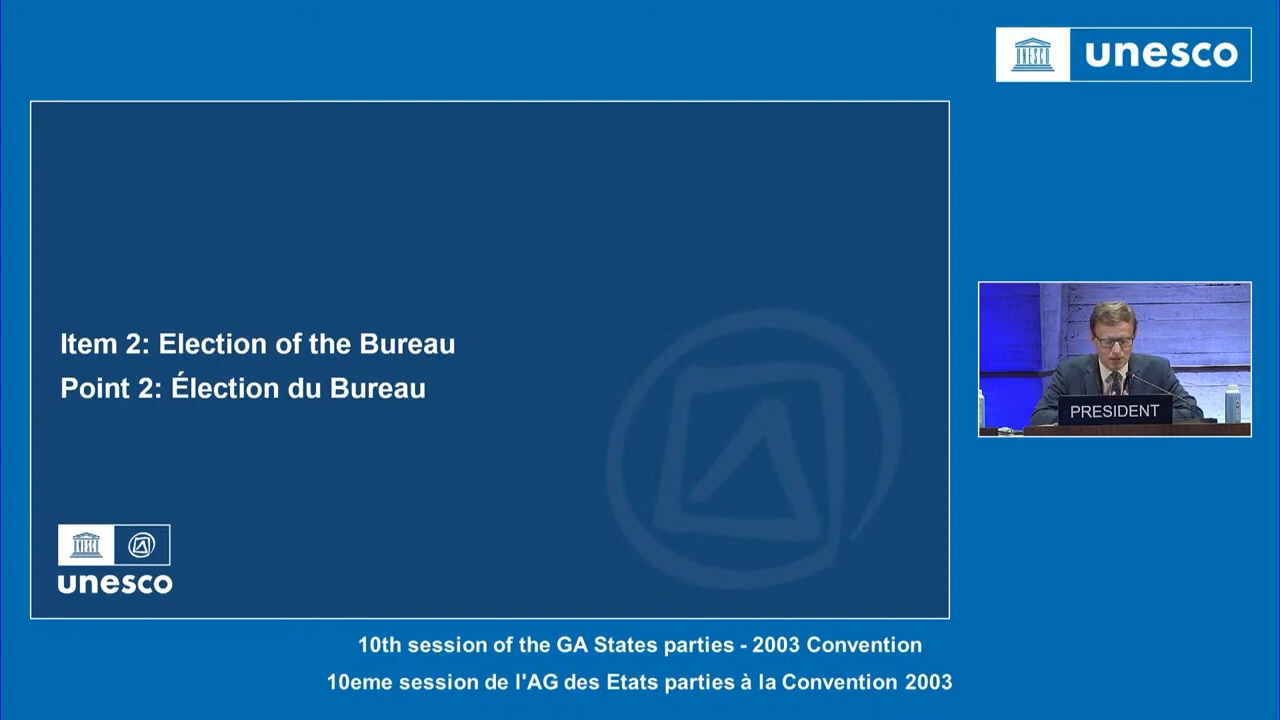 unesco
Item 2: Election of the Bureau
Point 2: Élection du Bureau
PRESIDENT
unesco
10th session of the GA States parties - 2003 Convention
10eme session de l'AG des Etats parties à la Convention 2003